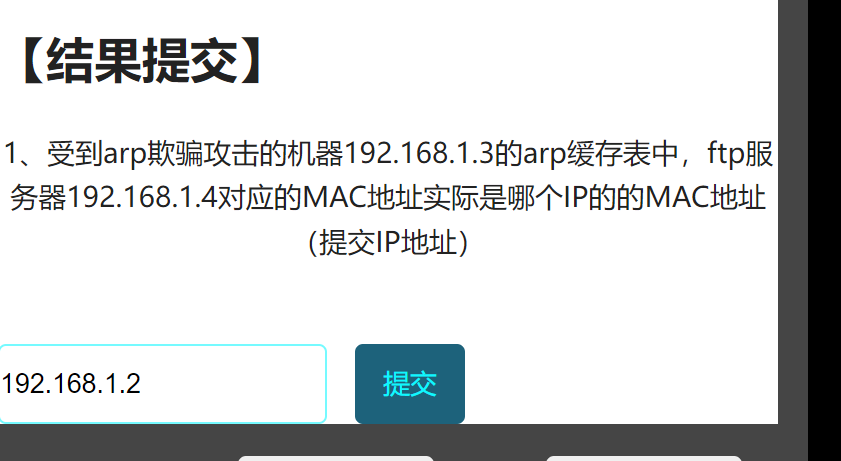 【结果提交】
1、受到arp欺骗攻击的机器192.168.1.3的arp缓存表中，ftp服
务器192.168.1.4对应的MAC地址实际是哪个IP的的MAC地址
（提交IP地址）
192.168.1.2
提交